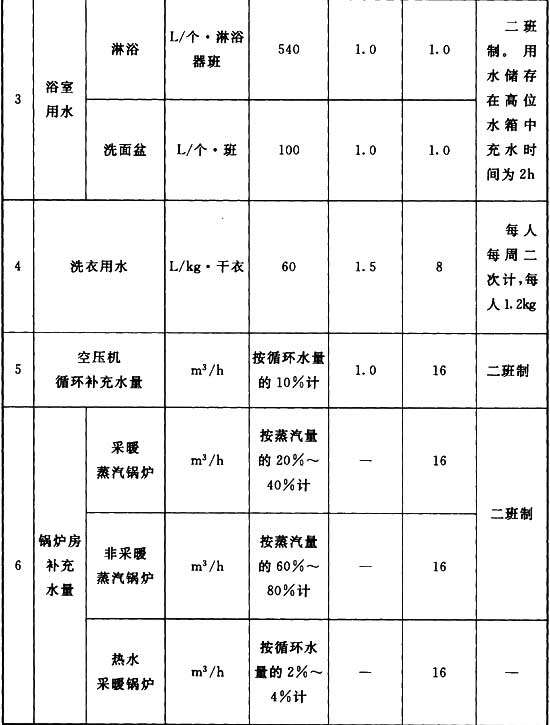 3
浴室
用水
淋浴
L/个·淋浴
器班
540
1.0
1.0
二班
制。用
水储存
在高位
水箱中
充水时
间为2h
洗面盆
L/个·班
100
1.0
1.0
4
洗衣用水
L/kg·干衣
60
1.5
8
每人
每周二
次计,每
人1.2kg
5
空压机
循环补充水量
m³/h
按循环水量
的10%计
1.0
16
二班制
6
锅炉房
补充
水量
采暖
蒸汽锅炉
m³/h
按蒸汽量
的20%~
40%计
—
16
二班制
非采暖
蒸汽锅炉
m³/h
按蒸汽量
的60%~
80%计
—
16
热水
采暖锅炉
m³/h
按循环水
量的2%~
4%计
—
16
—